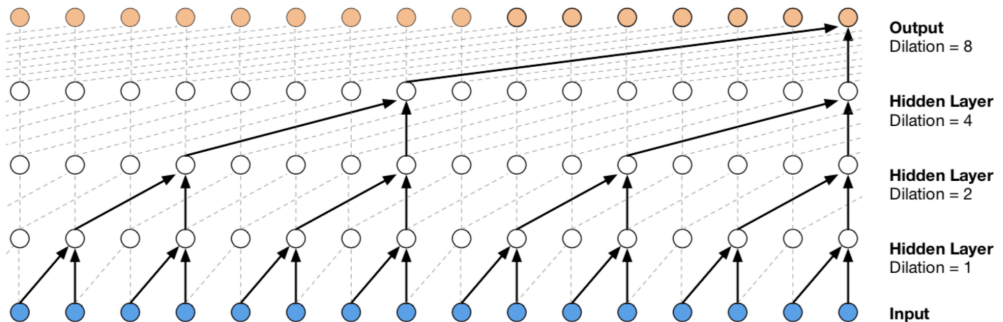 Output
Dilation = 8
Hidden Layer
Dilation = 4
Hidden Layer
Dilation = 2
Hidden Layer
Dilation = 1
Input